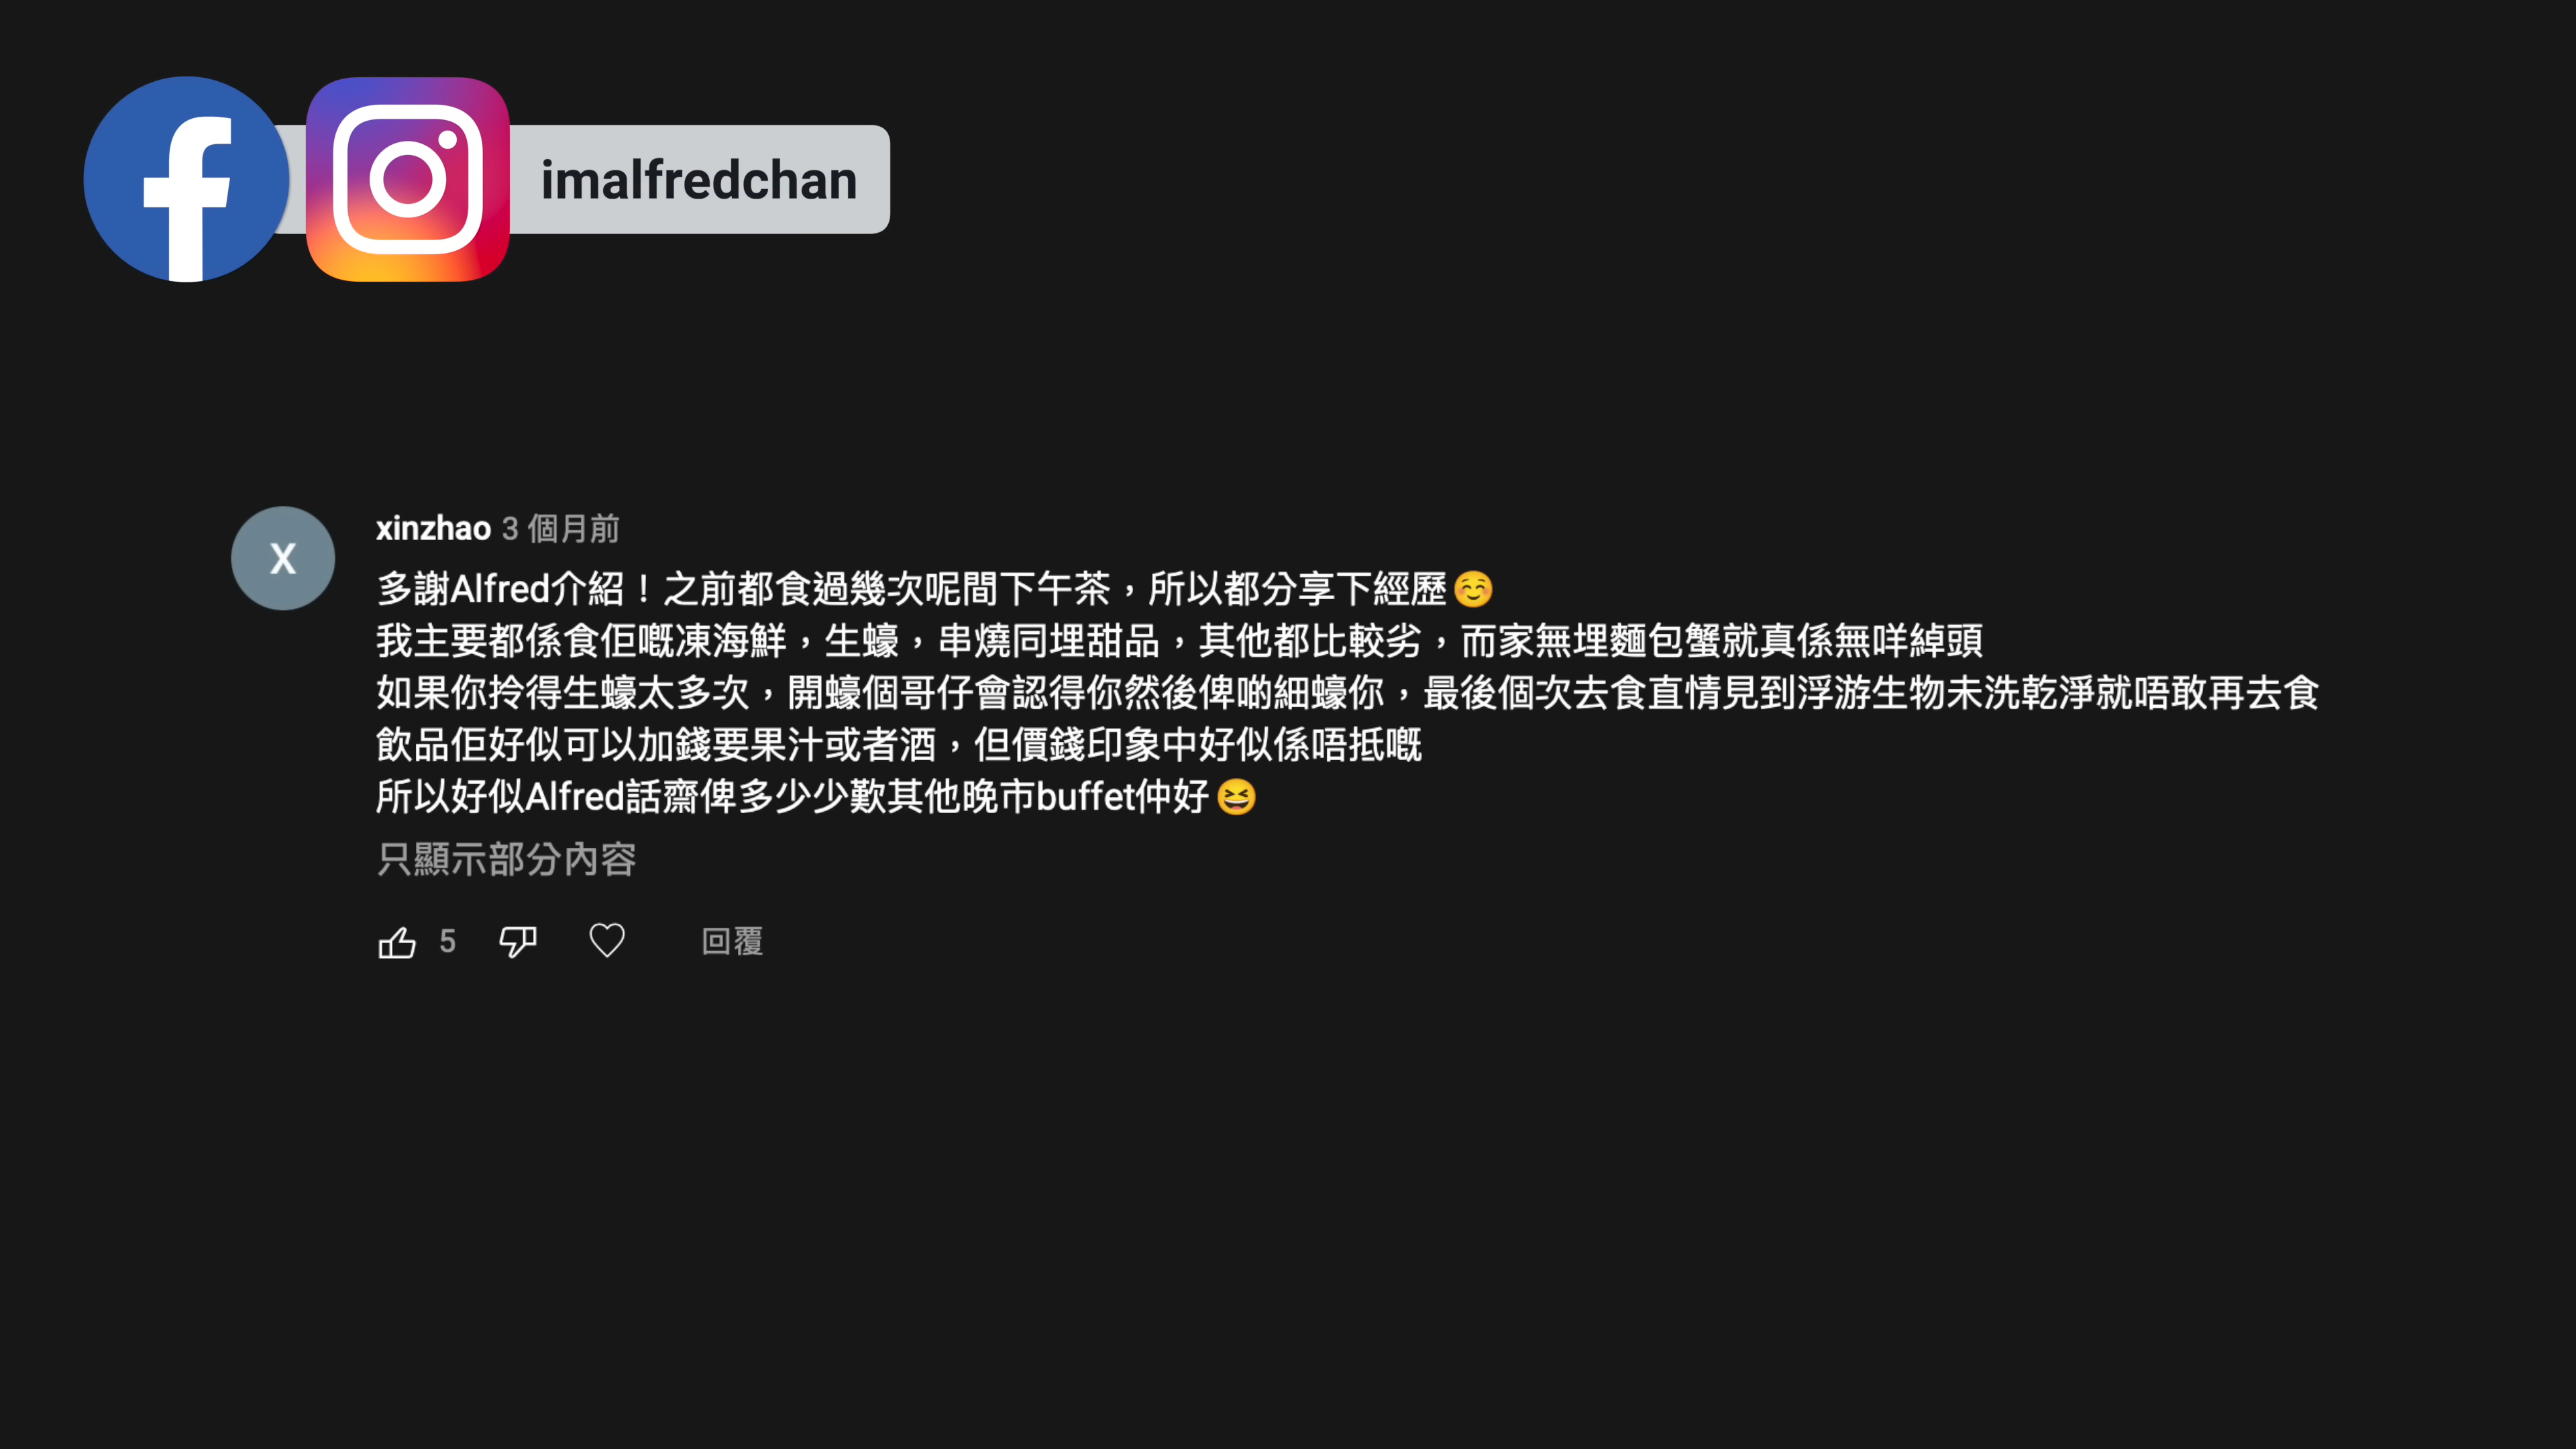 imalfredchan
X
xinzhao 3 個月前
多謝Alfred介紹！之前都食過幾次呢間下午茶，所以都分享下經歷☺️
我主要都係食佢嘅凍海鮮，生蠔，串燒同埋甜品，其他都比較劣，而家無埋麵包蟹就真係無咩綽頭
如果你拎得生蠔太多次，開蠔個哥仔會認得你然後俾啲細蠔你，最後個次去食直情見到浮游生物未洗乾淨就唔敢再去食
飲品佢好似可以加錢要果汁或者酒，但價錢印象中好似係唔抵嘅
所以好似Alfred話齋俾多少少歎其他晚市buffet仲好😆
只顯示部分內容
5 回覆